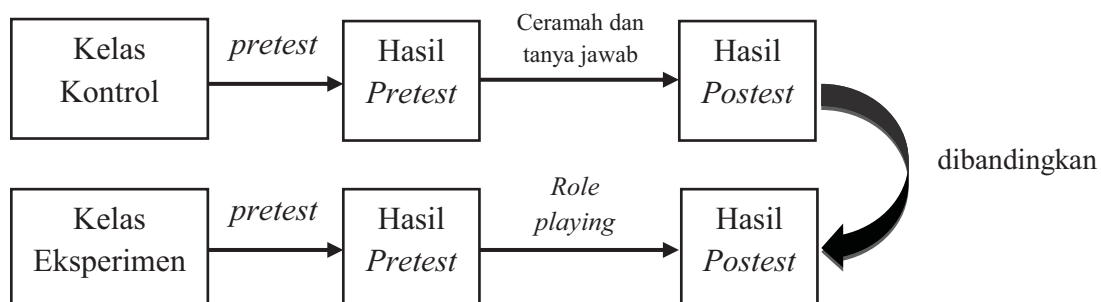 Kelas
Kontrol
pretest
Hasil
Pretest
Ceramah dan
tanya jawab
Hasil
Postest
dibandingkan
Kelas
Eksperimen
pretest
Hasil
Pretest
Role
playing
Hasil
Postest